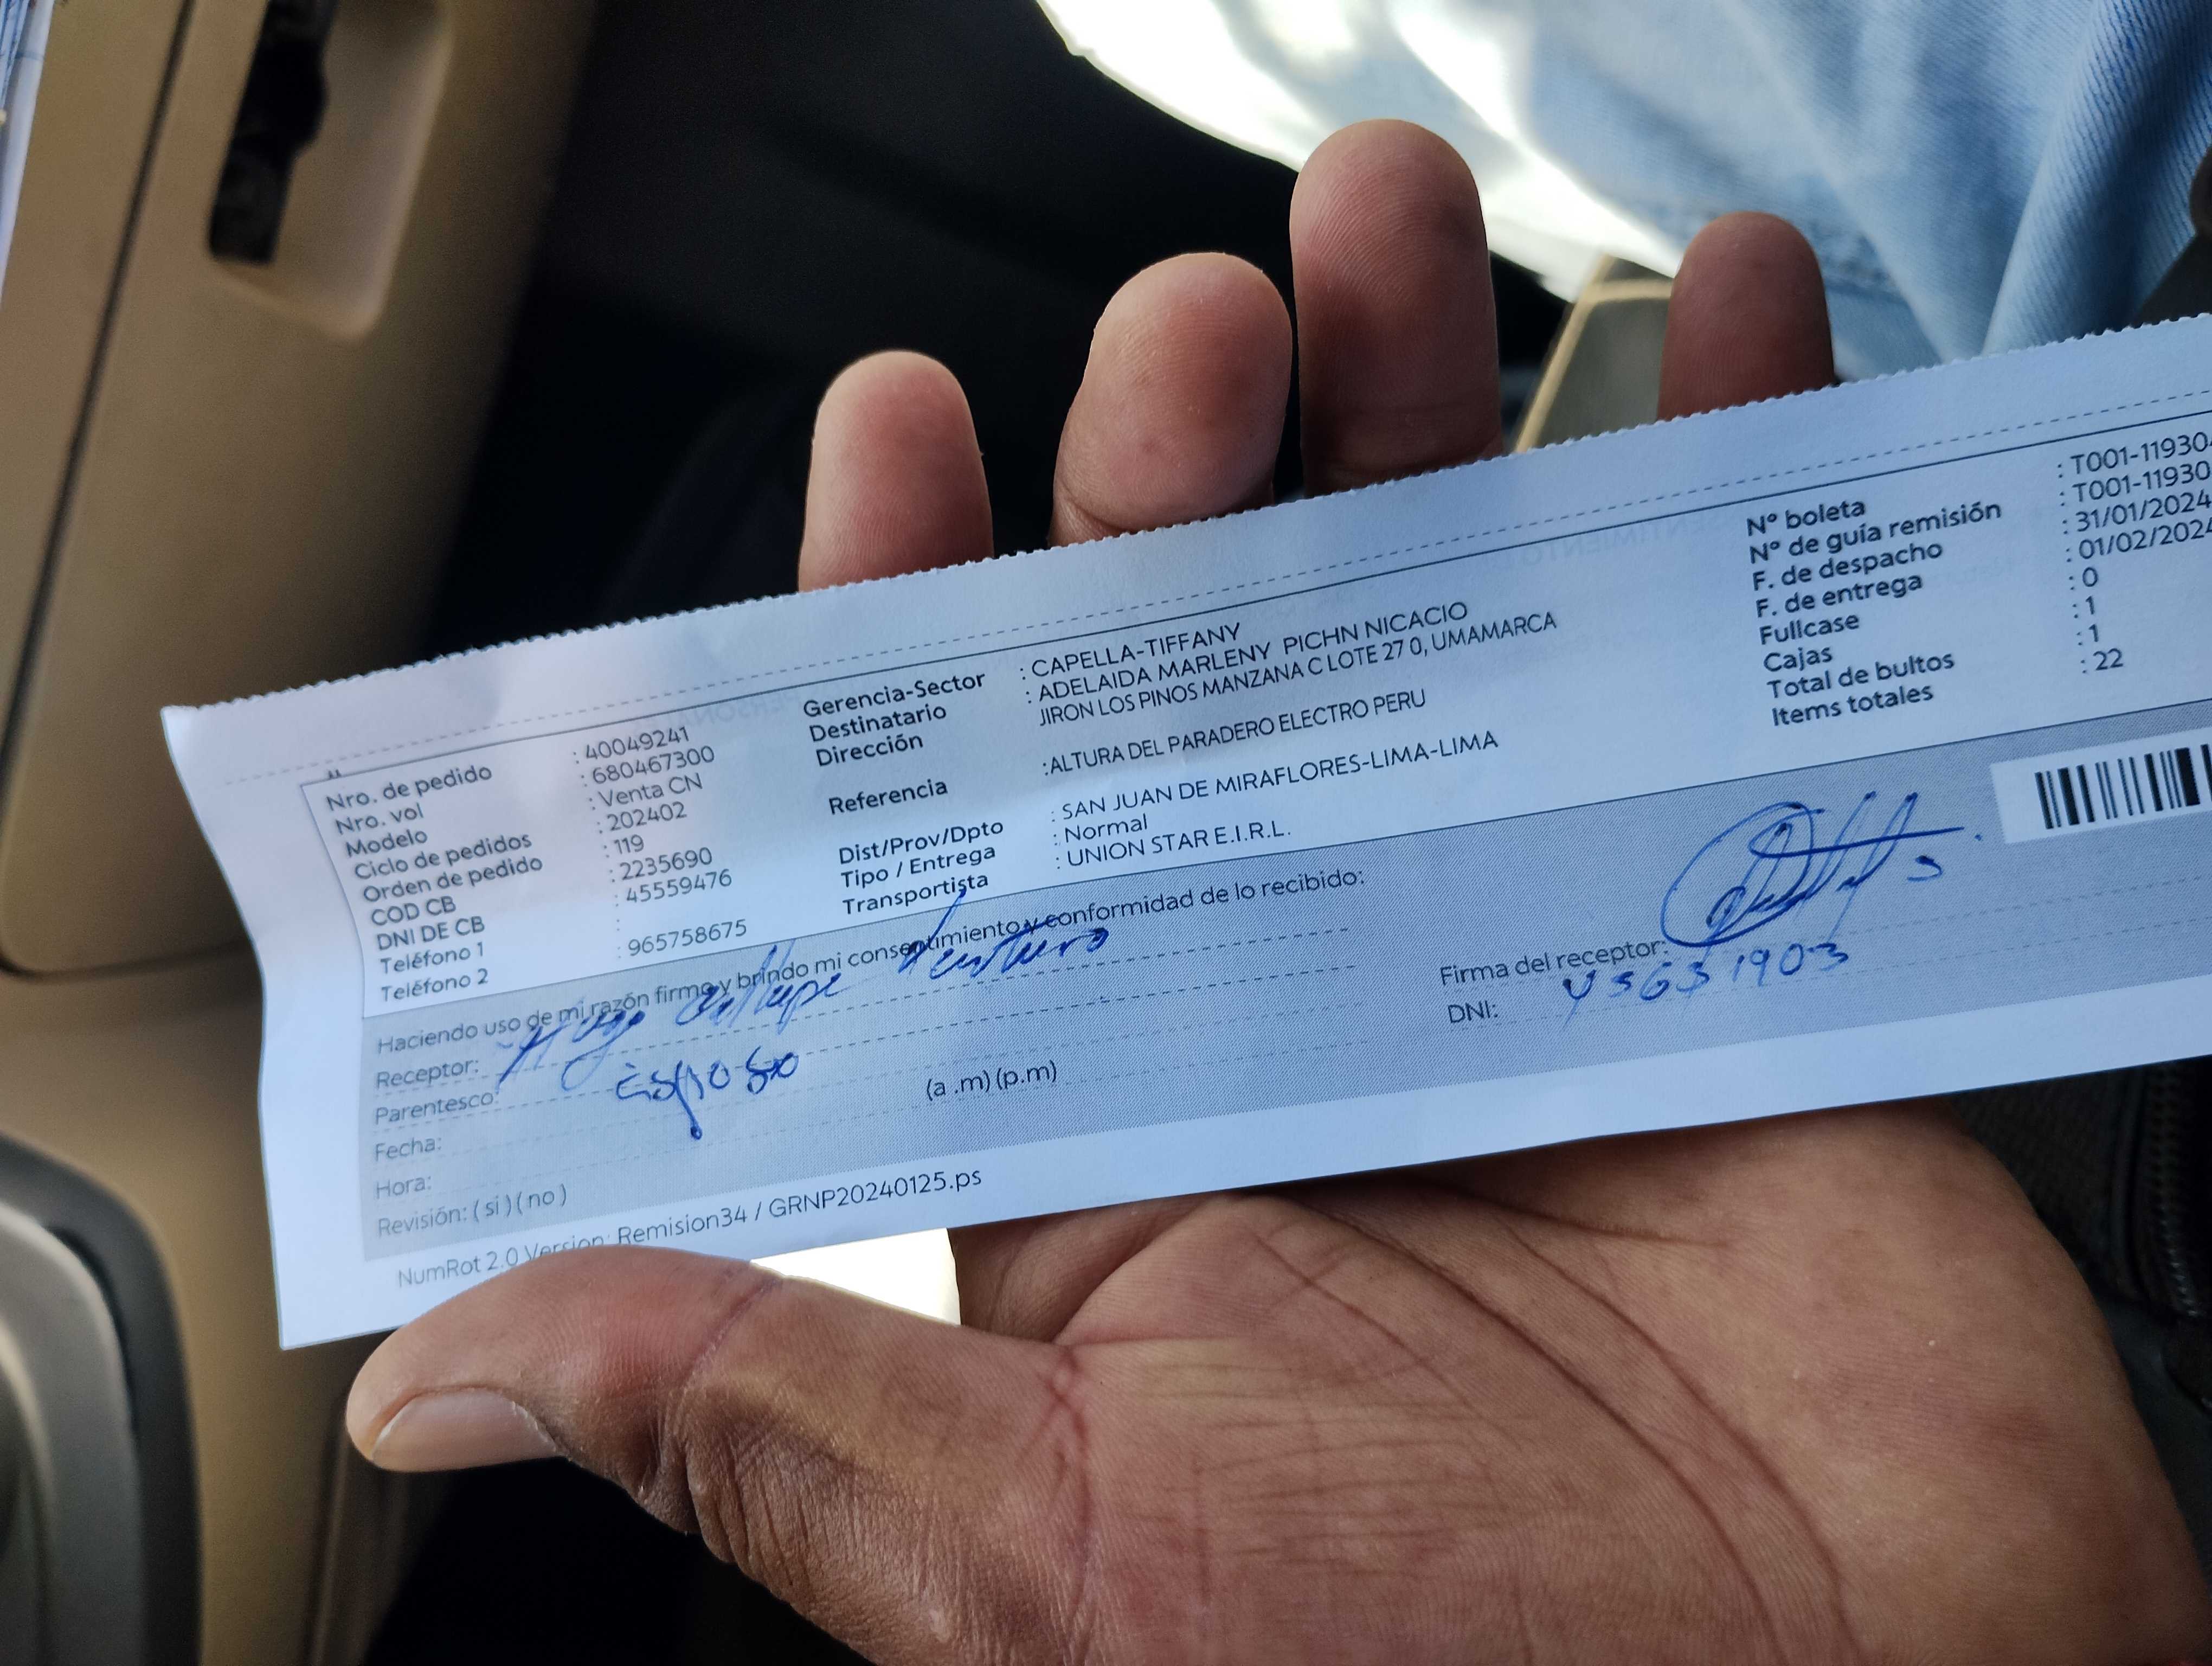 Nro. de pedido : 40049241
Nro. vol : 680467300
Modelo : Venta CN
Ciclo de pedidos : 202402
Orden de pedido : 119
COD CB : 2235690
DNI DE CB : 45559476
Teléfono 1 :
Teléfono 2 : 965758675
Gerencia-Sector : CAPELLA-TIFFANY
Destinatario : ADELAIDA MARLENY PICHN NICACIO
Dirección JIRON LOS PINOS MANZANA C LOTE 27 0, UMAMARCA
Referencia :ALTURA DEL PARADERO ELECTRO PERU
Dist/Prov/Dpto : SAN JUAN DE MIRAFLORES-LIMA-LIMA
Tipo / Entrega : Normal
Transportista : UNION STAR E.I.R.L.
N° boleta : T001-11930
N° de guía remisión : T001-11930
F. de despacho : 31/01/2024
F. de entrega : 01/02/2024
Fullcase : 0
Cajas : 1
Total de bultos : 1
Items totales : 22
Haciendo uso de mi razón firmo y brindo mi consentimiento y conformidad de lo recibido:
Receptor: Hugo
Parentesco: Esposo
Fecha:
Hora: (a .m) (p.m)
Revisión: ( si ) ( no )
Firma del receptor:
DNI:
NumRot 2.0 Version: Remision34 / GRNP20240125.ps